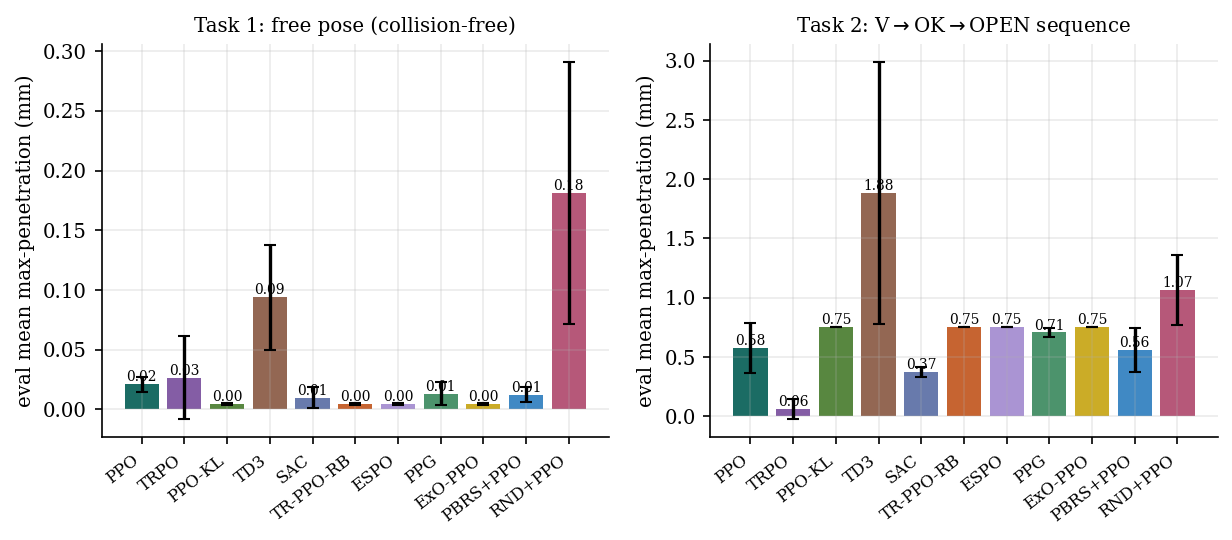 Task 1: free pose (collision-free)
eval mean max-penetration (mm)
0.30
0.25
0.20
0.15
0.10
0.05
0.00
0.02
0.03
0.00
0.09
0.01
0.00
0.00
0.01
0.00
0.01
0.18
PPO
TRPO
PPO-KL
TD3
SAC
TR-PPO-RB
ESPO
PPG
ExO-PPO
PBRS+PPO
RND+PPO
Task 2: V→OK→OPEN sequence
eval mean max-penetration (mm)
3.0
2.5
2.0
1.5
1.0
0.5
0.0
0.58
0.06
0.75
1.88
0.37
0.75
0.75
0.71
0.75
0.56
1.07
PPO
TRPO
PPO-KL
TD3
SAC
TR-PPO-RB
ESPO
PPG
ExO-PPO
PBRS+PPO
RND+PPO